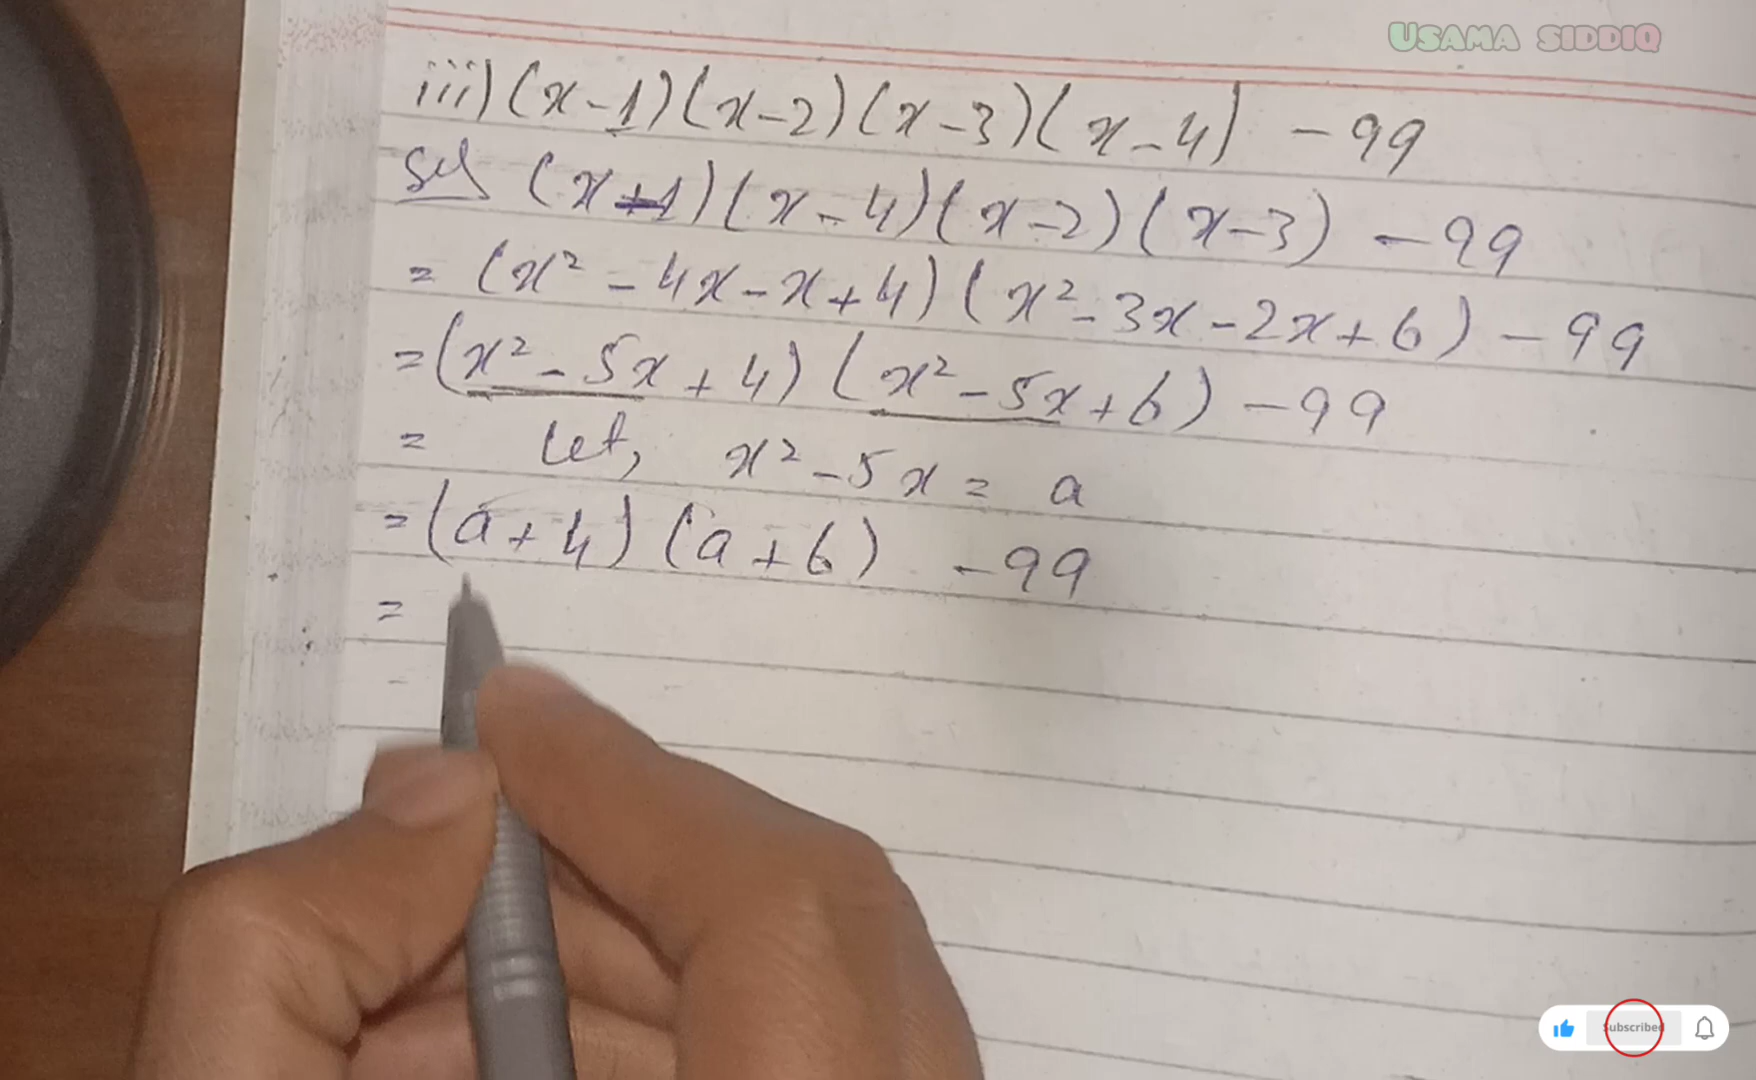 USAMA SIDDIQ
iii) (x-1)(x-2)(x-3)(x-4) -99
Sol (x-1)(x-4)(x-2)(x-3) -99
= (x² -4x-x+4)(x²-3x-2x+6) -99
=(x² -5x+4)(x²-5x+6) -99
= Let, x²-5x = a
=(a+4)(a+6) -99
=
Subscribed